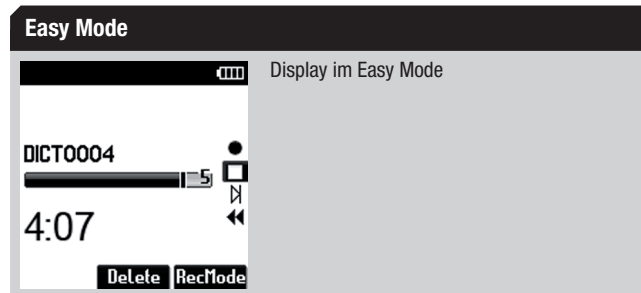 Easy Mode
Display im Easy Mode
DICT0004
5
4:07
Delete RecMode